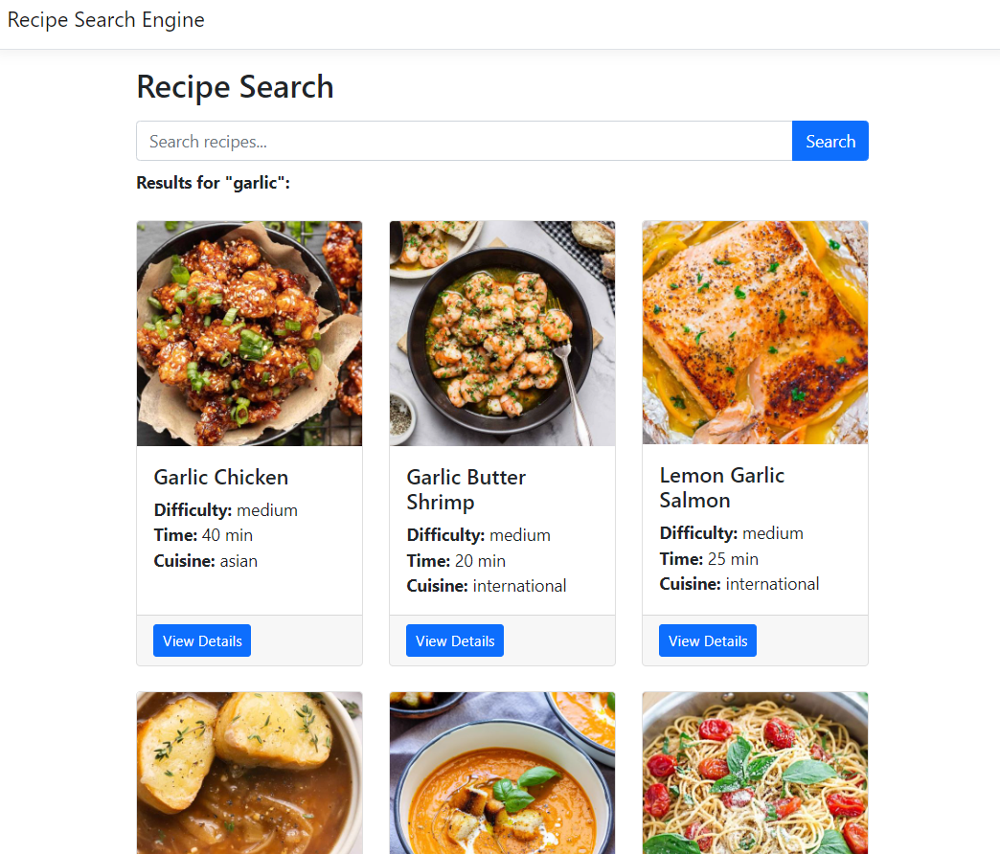 Recipe Search Engine
Recipe Search
Search recipes...
Search
Results for "garlic":
Garlic Chicken
Difficulty: medium
Time: 40 min
Cuisine: asian
View Details
Garlic Butter
Shrimp
Difficulty: medium
Time: 20 min
Cuisine: international
View Details
Lemon Garlic
Salmon
Difficulty: medium
Time: 25 min
Cuisine: international
View Details